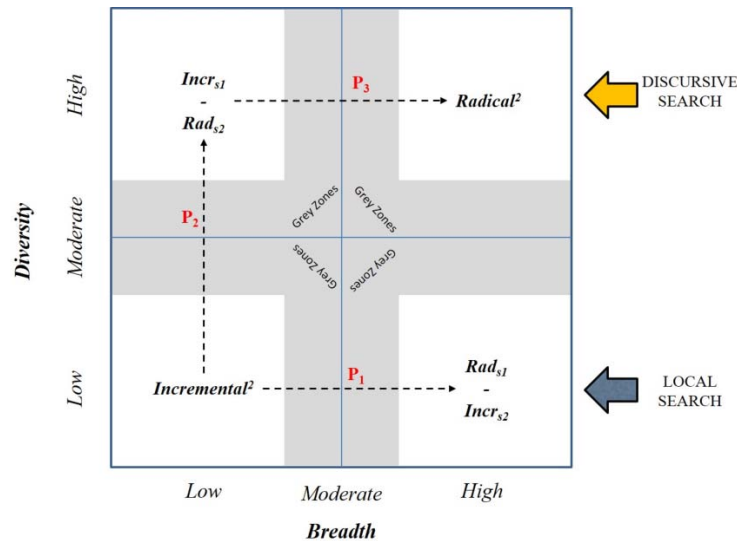 High
Incrₛ₁
-
Radₛ₂
P₃
Radical²
DISCURSIVE
SEARCH
Diversity
Moderate
P₂
Grey Zones
Grey Zones
Grey Zones
Grey Zones
Low
Incremental²
P₁
Radₛ₁
-
Incrₛ₂
LOCAL
SEARCH
Low
Moderate
High
Breadth